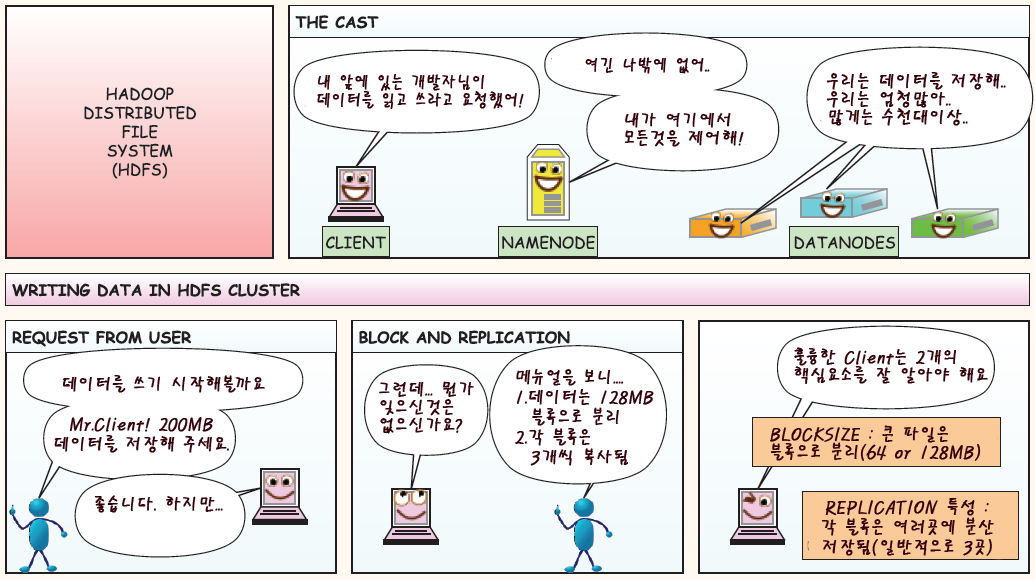 HADOOP
DISTRIBUTED
FILE
SYSTEM
(HDFS)
THE CAST
내 앞에 있는 개발자님이
데이터를 읽고 쓰라고 요청했어!
여긴 나밖에 없어..
내가 여기에서
모든것을 제어해!
우리는 데이터를 저장해..
우리는 엄청많아..
많게는 수천대이상..
CLIENT
NAMENODE
DATANODES
WRITING DATA IN HDFS CLUSTER
REQUEST FROM USER
데이터를 쓰기 시작해볼까요
Mr.Client! 200MB
데이터를 저장해 주세요.
좋습니다. 하지만...
BLOCK AND REPLICATION
그런데... 뭔가
잊으신것은
없으신가요?
메뉴얼을 보니....
1.데이터는 128MB
블록으로 분리
2.각 블록은
3개씩 복사됨
훌륭한 Client는 2개의
핵심요소를 잘 알아야 해요
BLOCKSIZE : 큰 파일은
블록으로 분리(64 or 128MB)
REPLICATION 특성 :
각 블록은 여러곳에 분산
저장됨(일반적으로 3곳)